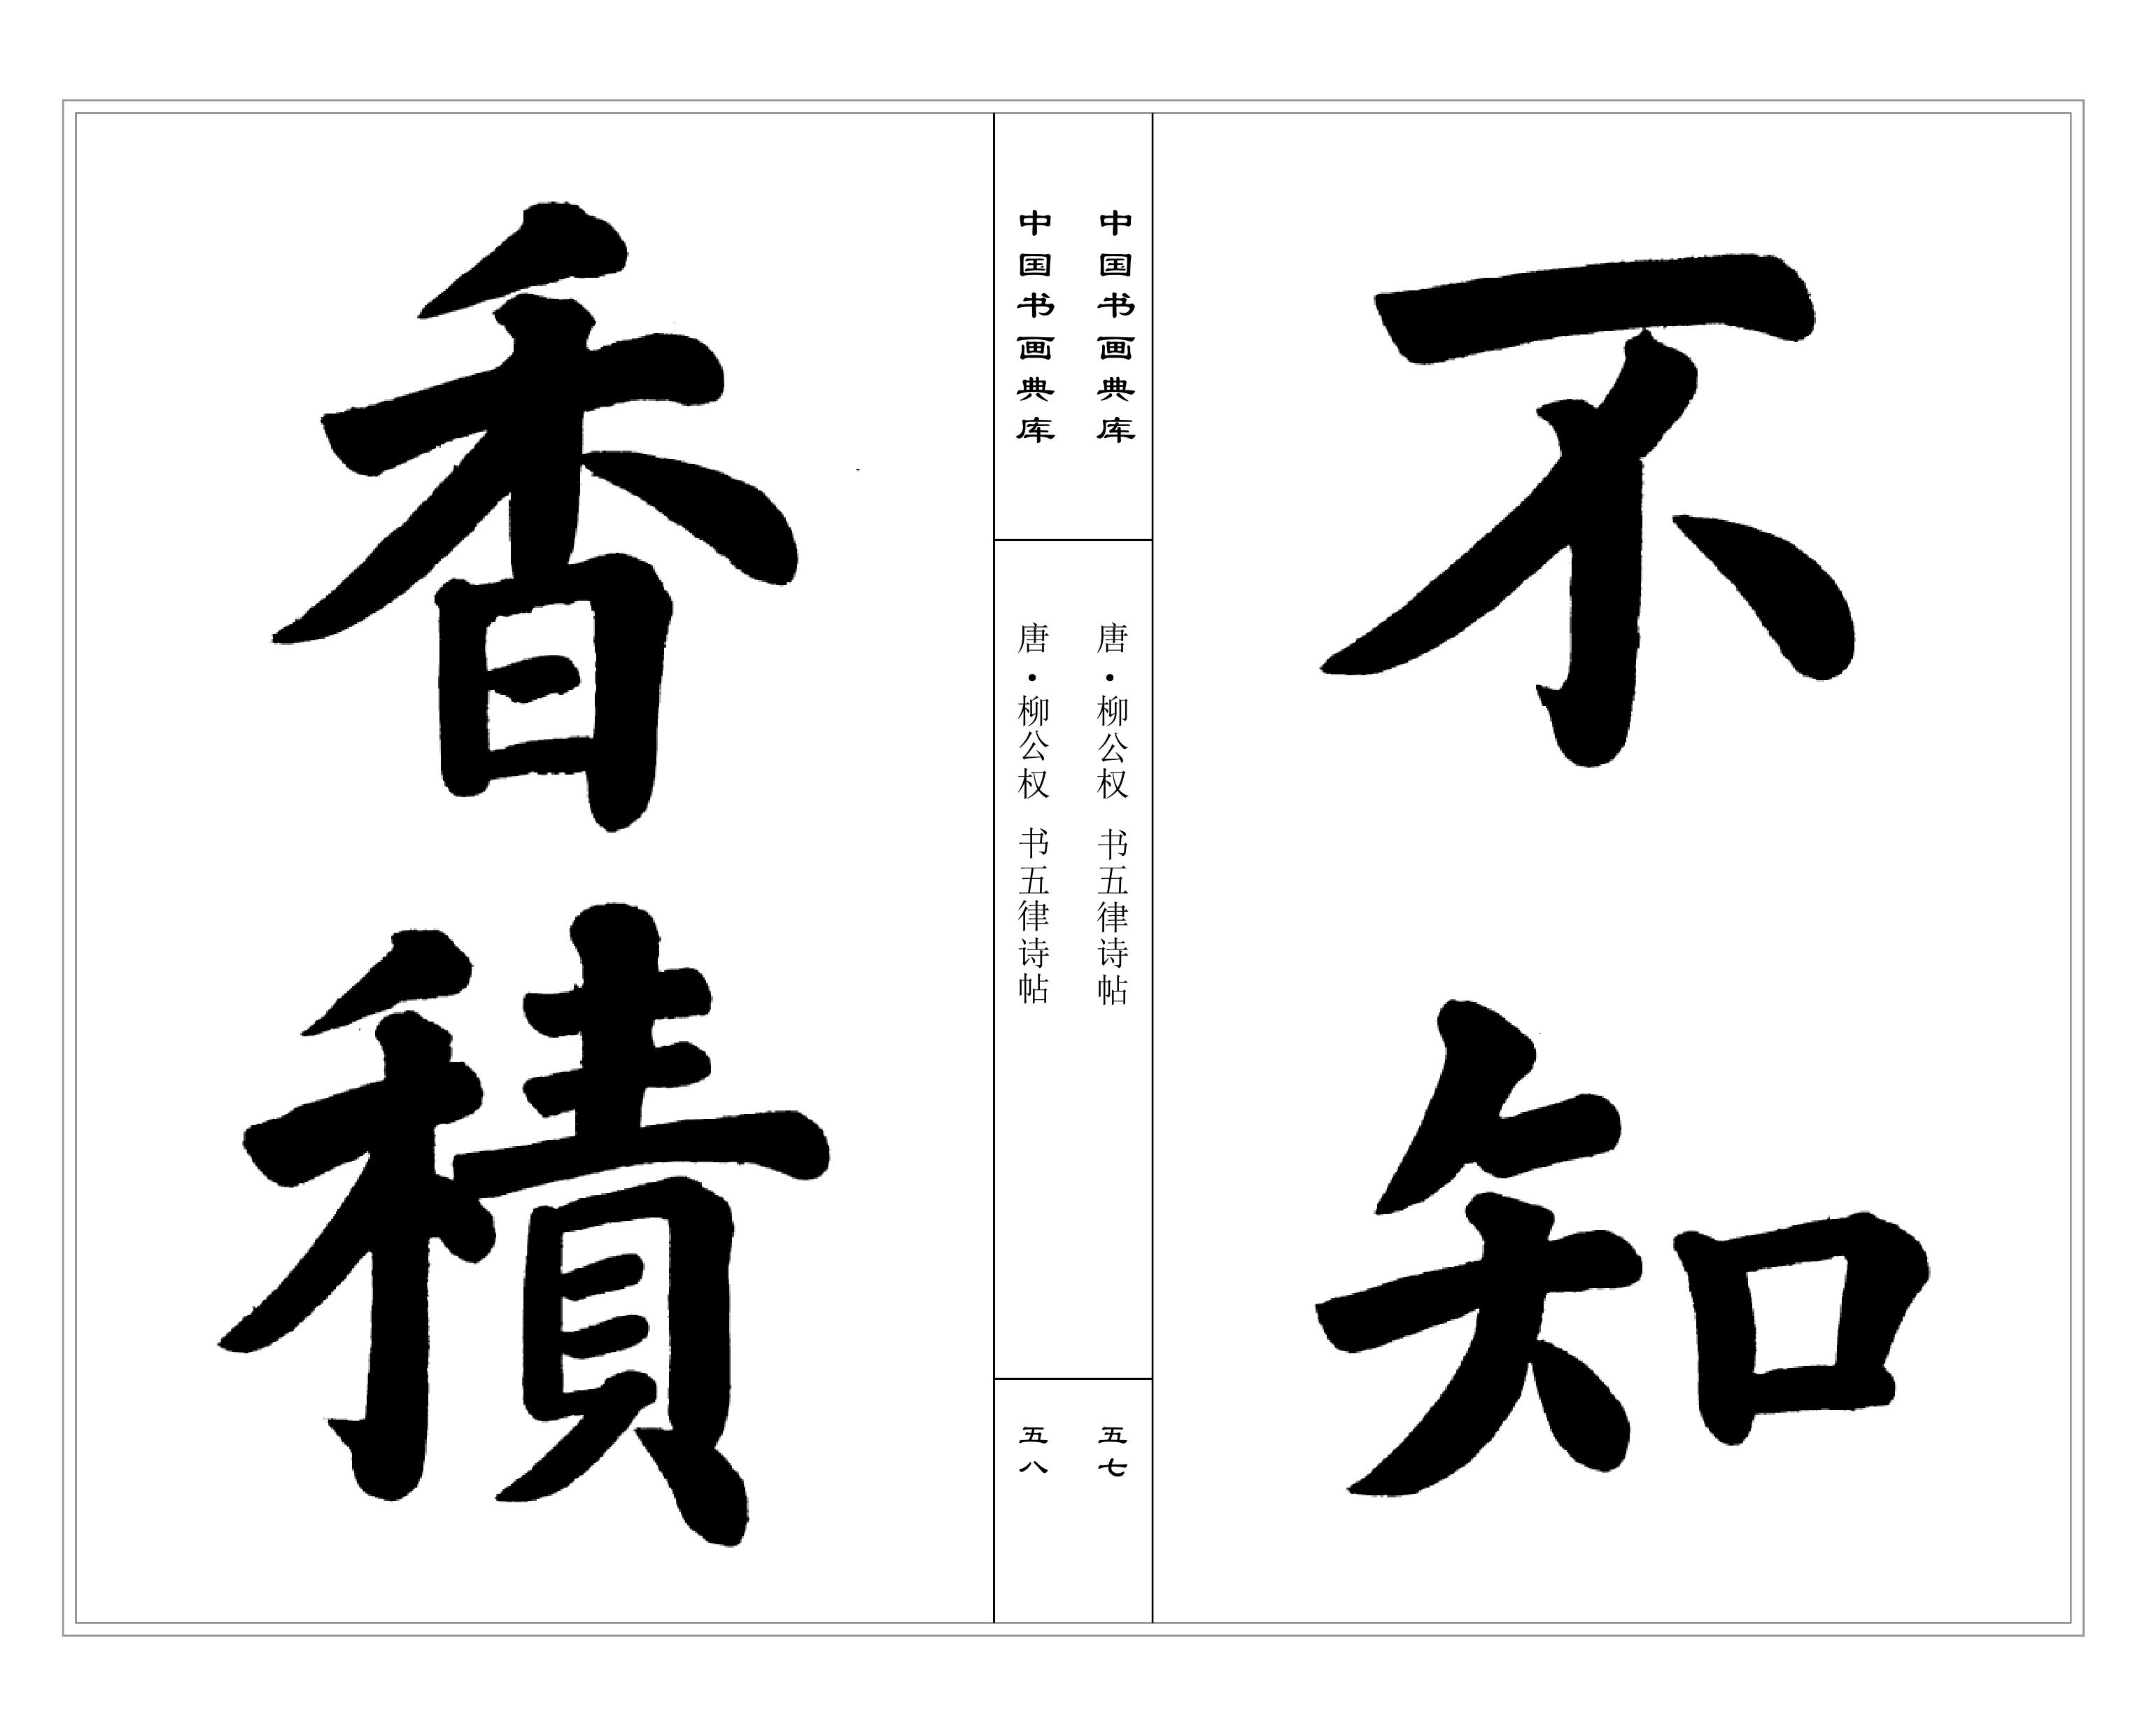 不知
中国书画典库
唐·柳公权 书五律诗帖
五七
中国书画典库
唐·柳公权 书五律诗帖
五八
香積